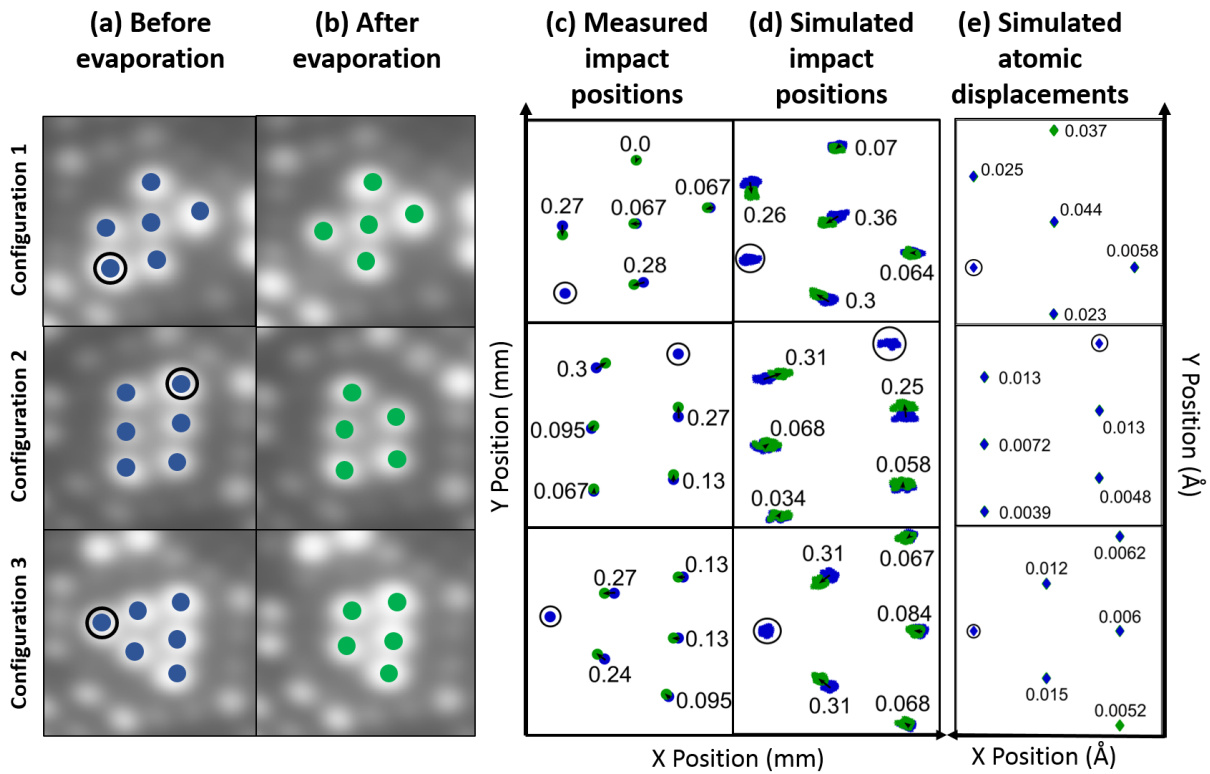 (a) Before
evaporation
(b) After
evaporation
(c) Measured
impact
positions
(d) Simulated
impact
positions
(e) Simulated
atomic
displacements
Configuration 1
0.0
0.067
0.27
0.067
0.28
0.07
0.26
0.36
0.064
0.3
0.037
0.025
0.044
0.0058
0.023
Configuration 2
0.3
0.27
0.095
0.13
0.067
0.31
0.25
0.068
0.058
0.034
0.013
0.013
0.0072
0.0048
0.0039
Configuration 3
0.13
0.27
0.13
0.24
0.095
0.31
0.067
0.084
0.31
0.068
0.0062
0.012
0.006
0.015
0.0052
Y Position (mm)
Y Position (Å)
X Position (mm)
X Position (Å)